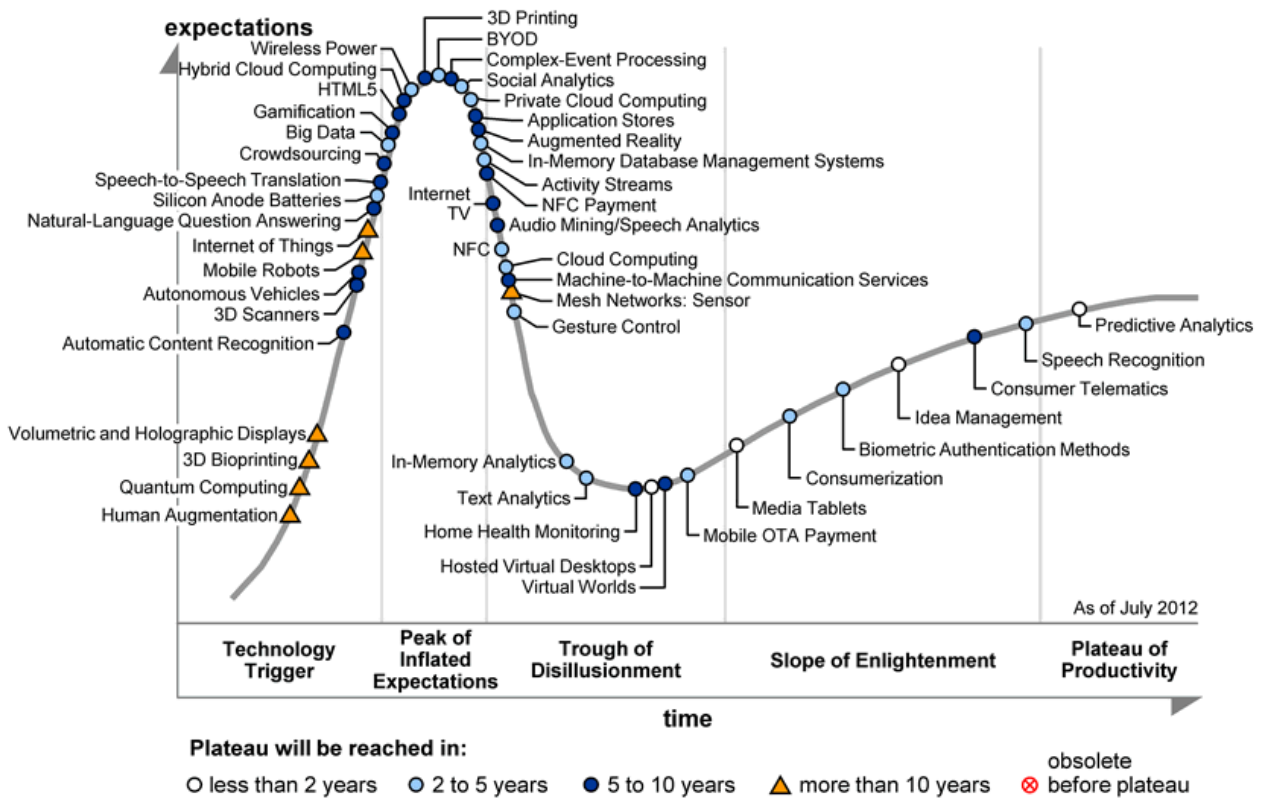 expectations
3D Printing
BYOD
Wireless Power
Complex-Event Processing
Hybrid Cloud Computing
Social Analytics
HTML5
Private Cloud Computing
Gamification
Application Stores
Big Data
Augmented Reality
Crowdsourcing
In-Memory Database Management Systems
Speech-to-Speech Translation
Activity Streams
Silicon Anode Batteries
Internet
TV
NFC Payment
Natural-Language Question Answering
Audio Mining/Speech Analytics
Internet of Things
NFC
Cloud Computing
Mobile Robots
Machine-to-Machine Communication Services
Autonomous Vehicles
Mesh Networks: Sensor
3D Scanners
Gesture Control
Automatic Content Recognition
Predictive Analytics
Speech Recognition
Consumer Telematics
Idea Management
Volumetric and Holographic Displays
Biometric Authentication Methods
3D Bioprinting
In-Memory Analytics
Consumerization
Quantum Computing
Text Analytics
Media Tablets
Human Augmentation
Home Health Monitoring
Mobile OTA Payment
Hosted Virtual Desktops
Virtual Worlds
As of July 2012
Technology
Trigger
Peak of
Inflated
Expectations
Trough of
Disillusionment
Slope of Enlightenment
Plateau of
Productivity
time
Plateau will be reached in:
less than 2 years
2 to 5 years
5 to 10 years
more than 10 years
obsolete
before plateau